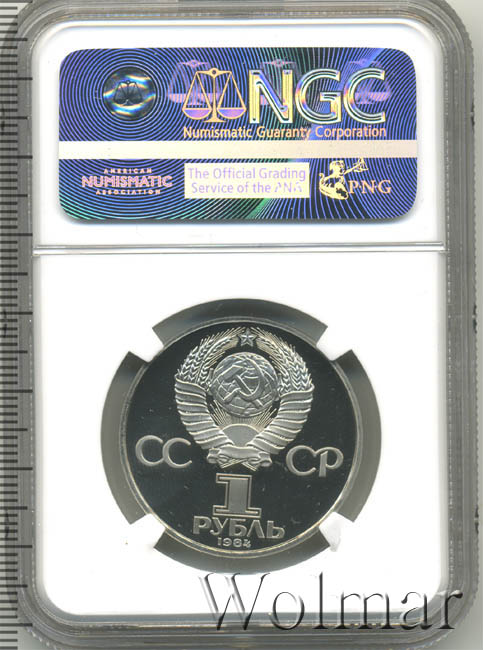 NGC
Numismatic Guaranty Corporation
AMERICAN
NUMISMATIC
ASSOCIATION
The Official Grading
Service of the PNG
PNG
СС СР
1
РУБЛЬ
1984
Wolmar